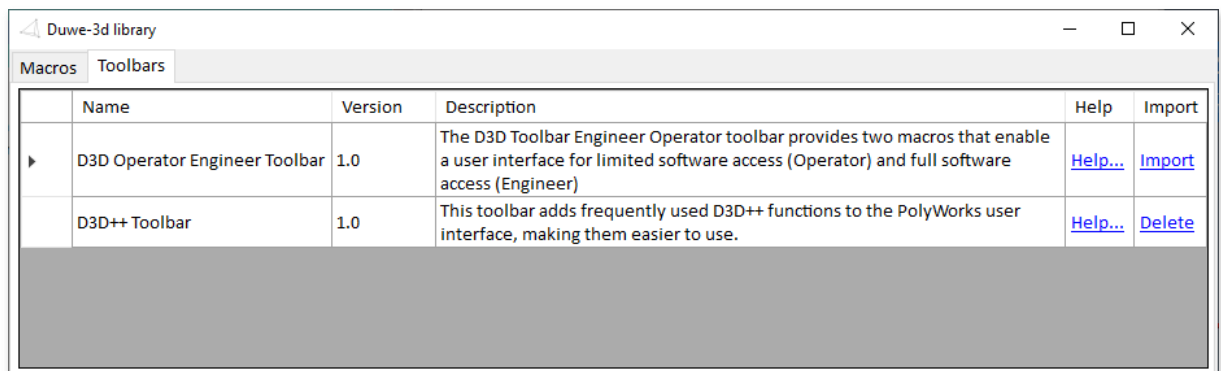 Duwe-3d library
Macros Toolbars
Name Version Description Help Import
The D3D Toolbar Engineer Operator toolbar provides two macros that enable
D3D Operator Engineer Toolbar 1.0 a user interface for limited software access (Operator) and full software Help... Import
access (Engineer)
This toolbar adds frequently used D3D++ functions to the PolyWorks user
D3D++ Toolbar 1.0 Help... Delete
interface, making them easier to use.